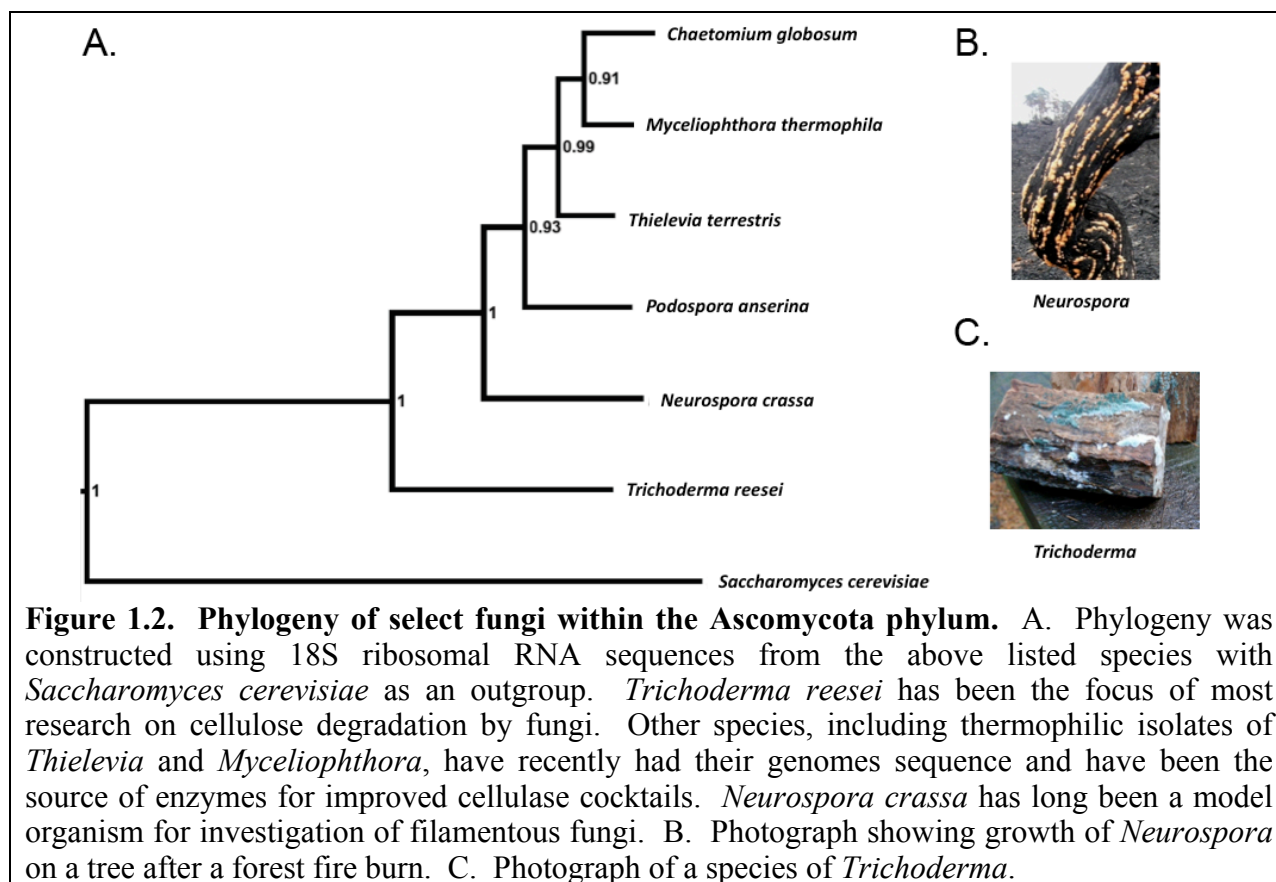 A.
Chaetomium globosum
0.91
Myceliophthora thermophila
0.99
Thielevia terrestris
0.93
Podospora anserina
1
Neurospora crassa
1
Trichoderma reesei
1
Saccharomyces cerevisiae
B.
Neurospora
C.
Trichoderma
Figure 1.2. Phylogeny of select fungi within the Ascomycota phylum. A. Phylogeny was
constructed using 18S ribosomal RNA sequences from the above listed species with
Saccharomyces cerevisiae as an outgroup. Trichoderma reesei has been the focus of most
research on cellulose degradation by fungi. Other species, including thermophilic isolates of
Thielevia and Myceliophthora, have recently had their genomes sequence and have been the
source of enzymes for improved cellulase cocktails. Neurospora crassa has long been a model
organism for investigation of filamentous fungi. B. Photograph showing growth of Neurospora
on a tree after a forest fire burn. C. Photograph of a species of Trichoderma.